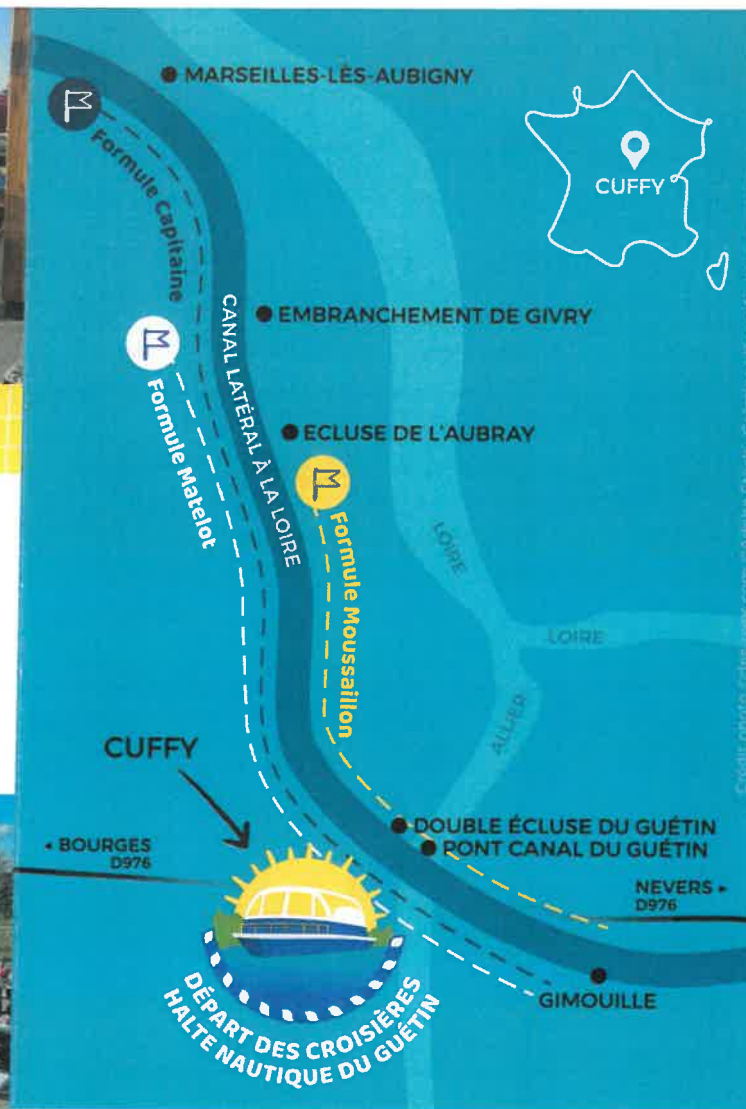 MARSEILLES-LÈS-AUBIGNY
Formule Capitaine
CUFFY
EMBRANCHEMENT DE GIVRY
CANAL LATÉRAL À LA LOIRE
Formule Matelot
ECLUSE DE L'AUBRAY
Formule Moussaillon
LOIRE
LOIRE
ALLIER
CUFFY
◂ BOURGES
D976
DOUBLE ÉCLUSE DU GUÉTIN
PONT CANAL DU GUÉTIN
NEVERS ▸
D976
GIMOUILLE
DÉPART DES CROISIÈRES
HALTE NAUTIQUE DU GUÉTIN